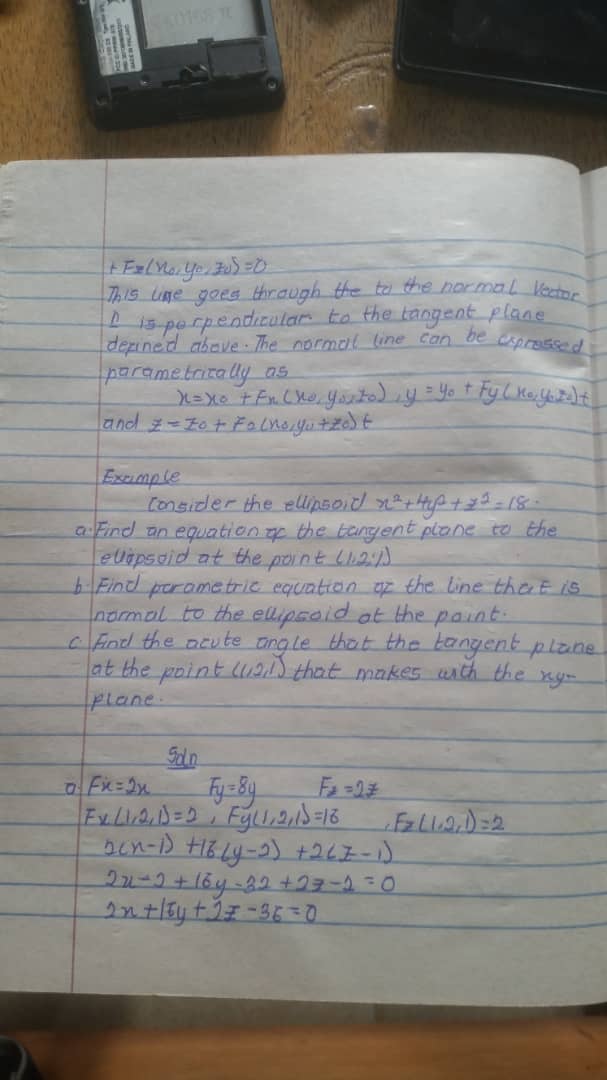 + Fz(x₀, y₀, z₀) = 0
This line goes through the to the normal vector
is perpendicular to the tangent plane
defined above. The normal line can be expressed
parametrically as
x = x₀ + Fx(x₀, y₀, z₀), y = y₀ + Fy(x₀, y₀, z₀)t
and z = z₀ + Fz(x₀, y₀ + z₀)t
Example
Consider the ellipsoid x² + 4y² + z² = 18.
a. Find an equation of the tangent plane to the
ellipsoid at the point (1,2,1)
b. Find parametric equation of the line that is
normal to the ellipsoid at the point.
c. Find the acute angle that the tangent plane
at the point (1,2,1) that makes with the xy-
plane.
Soln
a. Fx = 2x Fy = 8y Fz = 2z
Fx(1,2,1) = 2, Fy(1,2,1) = 16, Fz(1,2,1) = 2
2(x-1) + 16(y-2) + 2(z-1)
2x - 2 + 16y - 32 + 2z - 2 = 0
2x + 16y + 2z - 36 = 0